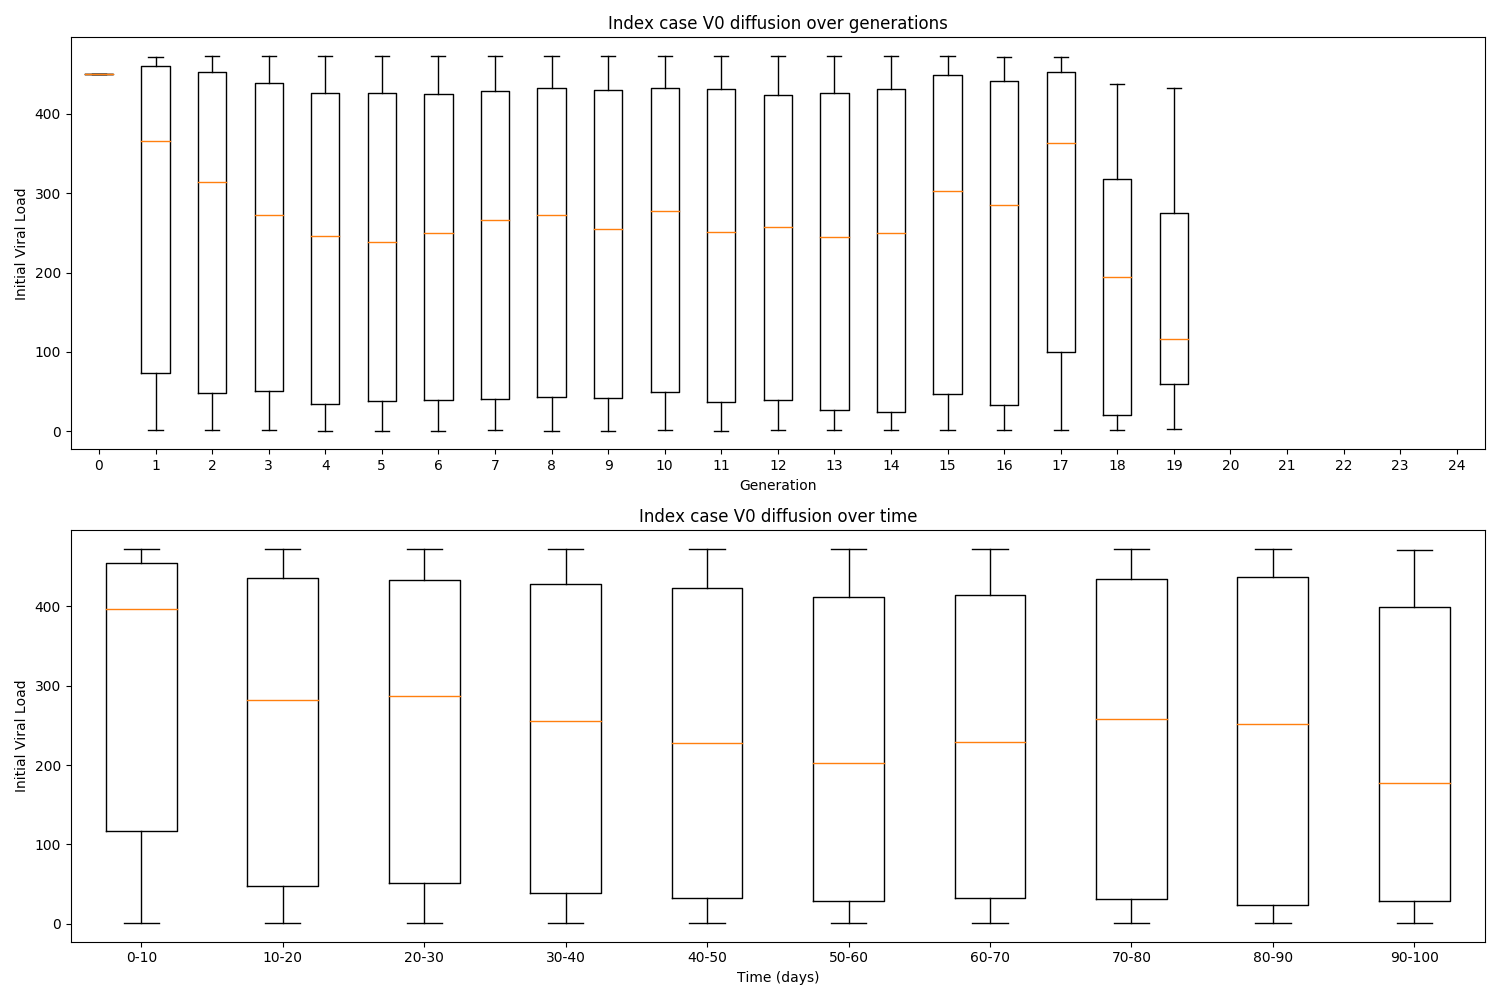 Index case V0 diffusion over generations
Initial Viral Load
400
300
200
100
0
0 1 2 3 4 5 6 7 8 9 10 11 12 13 14 15 16 17 18 19 20 21 22 23 24
Generation
Index case V0 diffusion over time
Initial Viral Load
400
300
200
100
0
0-10 10-20 20-30 30-40 40-50 50-60 60-70 70-80 80-90 90-100
Time (days)